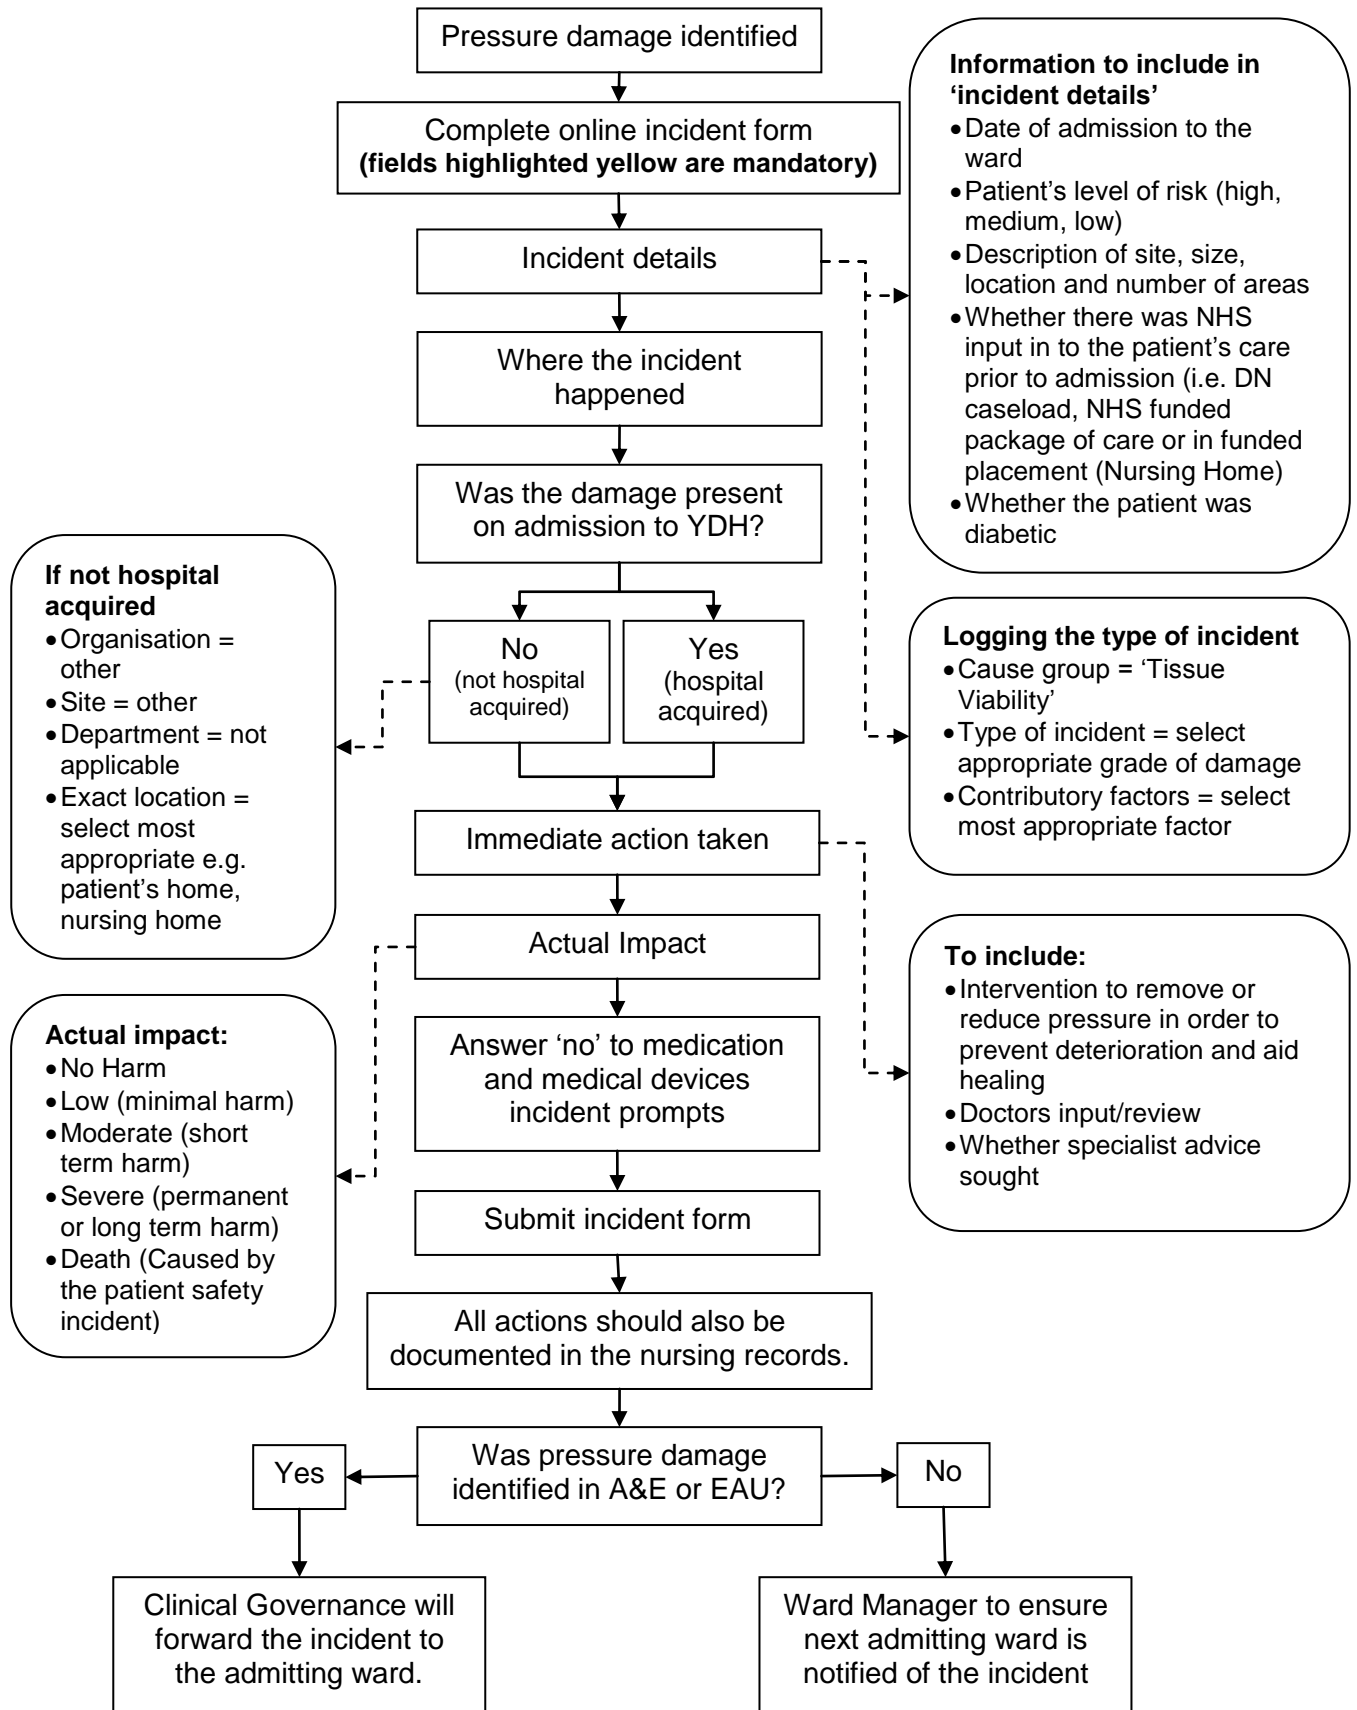 Pressure damage identified
Complete online incident form
(fields highlighted yellow are mandatory)
Incident details
Where the incident
happened
Was the damage present
on admission to YDH?
No
(not hospital
acquired)
Yes
(hospital
acquired)
Immediate action taken
Actual Impact
Answer ‘no’ to medication
and medical devices
incident prompts
Submit incident form
All actions should also be
documented in the nursing records.
Was pressure damage
identified in A&E or EAU?
Yes
No
Clinical Governance will
forward the incident to
the admitting ward.
Ward Manager to ensure
next admitting ward is
notified of the incident
Information to include in
‘incident details’
•Date of admission to the
ward
•Patient’s level of risk (high,
medium, low)
•Description of site, size,
location and number of areas
•Whether there was NHS
input in to the patient’s care
prior to admission (i.e. DN
caseload, NHS funded
package of care or in funded
placement (Nursing Home)
•Whether the patient was
diabetic
Logging the type of incident
•Cause group = ‘Tissue
Viability’
•Type of incident = select
appropriate grade of damage
•Contributory factors = select
most appropriate factor
To include:
•Intervention to remove or
reduce pressure in order to
prevent deterioration and aid
healing
•Doctors input/review
•Whether specialist advice
sought
If not hospital
acquired
•Organisation =
other
•Site = other
•Department = not
applicable
•Exact location =
select most
appropriate e.g.
patient’s home,
nursing home
Actual impact:
•No Harm
•Low (minimal harm)
•Moderate (short
term harm)
•Severe (permanent
or long term harm)
•Death (Caused by
the patient safety
incident)